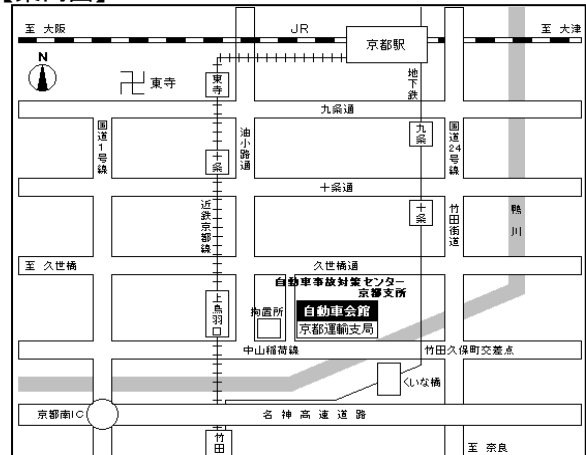 【案内図】
至 大阪
JR
至 大津
京都駅
N
東寺
東寺
地下鉄
九条通
国道1号線
油小路通
九条
国道24号線
十条
十条通
近鉄京都線
十条
竹田街道
鴨川
至 久世橋
久世橋通
自動車事故対策センター
京都支所
上鳥羽口
拘置所
自動車会館
京都運輸支局
中山稲荷線
竹田久保町交差点
くいな橋
京都南IC
名神高速道路
竹田
至 奈良